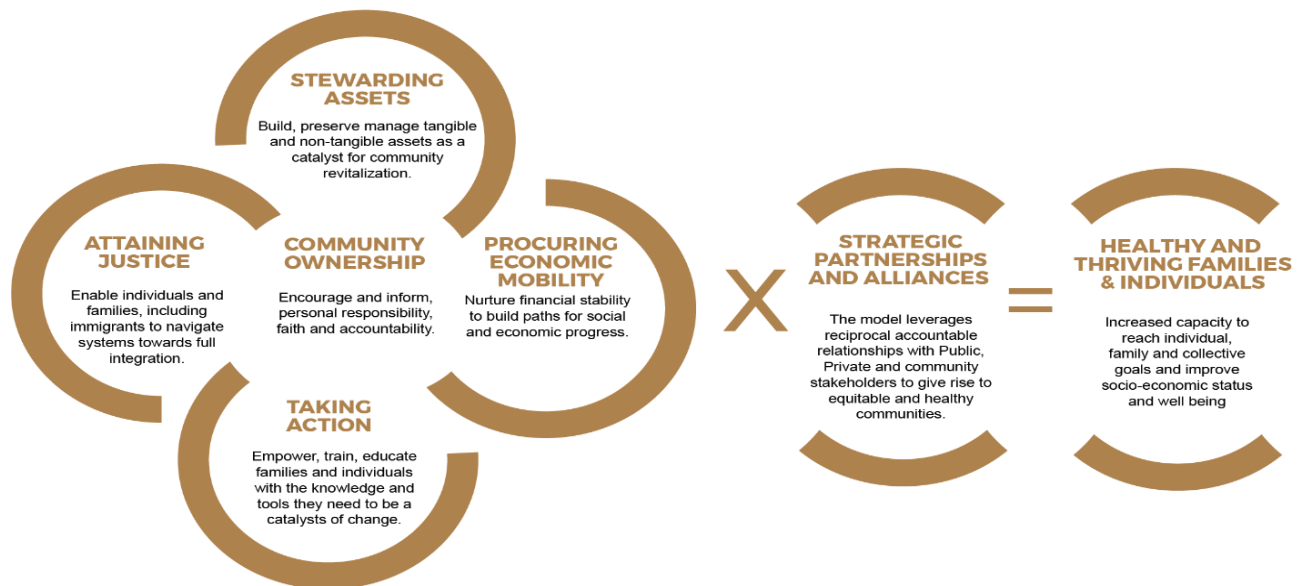 STEWARDING
ASSETS
Build, preserve manage tangible
and non-tangible assets as a
catalyst for community
revitalization.
ATTAINING
JUSTICE
Enable individuals and
families, including
immigrants to navigate
systems towards full
integration.
COMMUNITY
OWNERSHIP
Encourage and inform,
personal responsibility,
faith and accountability.
PROCURING
ECONOMIC
MOBILITY
Nurture financial stability
to build paths for social
and economic progress.
TAKING
ACTION
Empower, train, educate
families and individuals
with the knowledge and
tools they need to be a
catalysts of change.
X
STRATEGIC
PARTNERSHIPS
AND ALLIANCES
The model leverages
reciprocal accountable
relationships with Public,
Private and community
stakeholders to give rise to
equitable and healthy
communities.
=
HEALTHY AND
THRIVING FAMILIES
& INDIVIDUALS
Increased capacity to
reach individual,
family and collective
goals and improve
socio-economic status
and well being